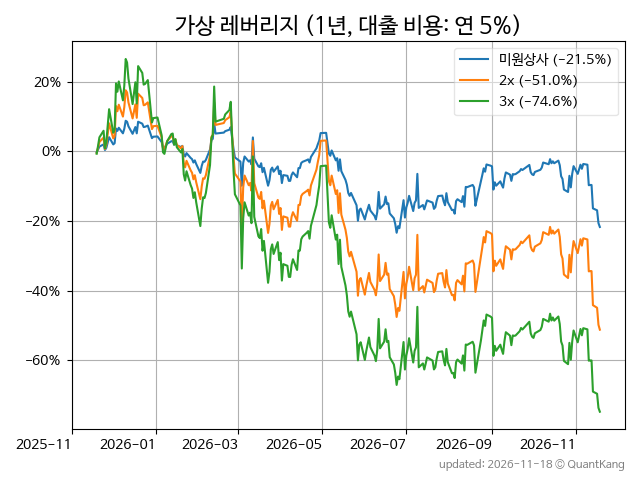 가상 레버리지 (1년, 대출 비용: 연 5%)
미원상사 (−21.5%)
2x (−51.0%)
3x (−74.6%)
20%
0%
−20%
−40%
−60%
2025-11 2026-01 2026-03 2026-05 2026-07 2026-09 2026-11
updated: 2026-11-18 © QuantKang